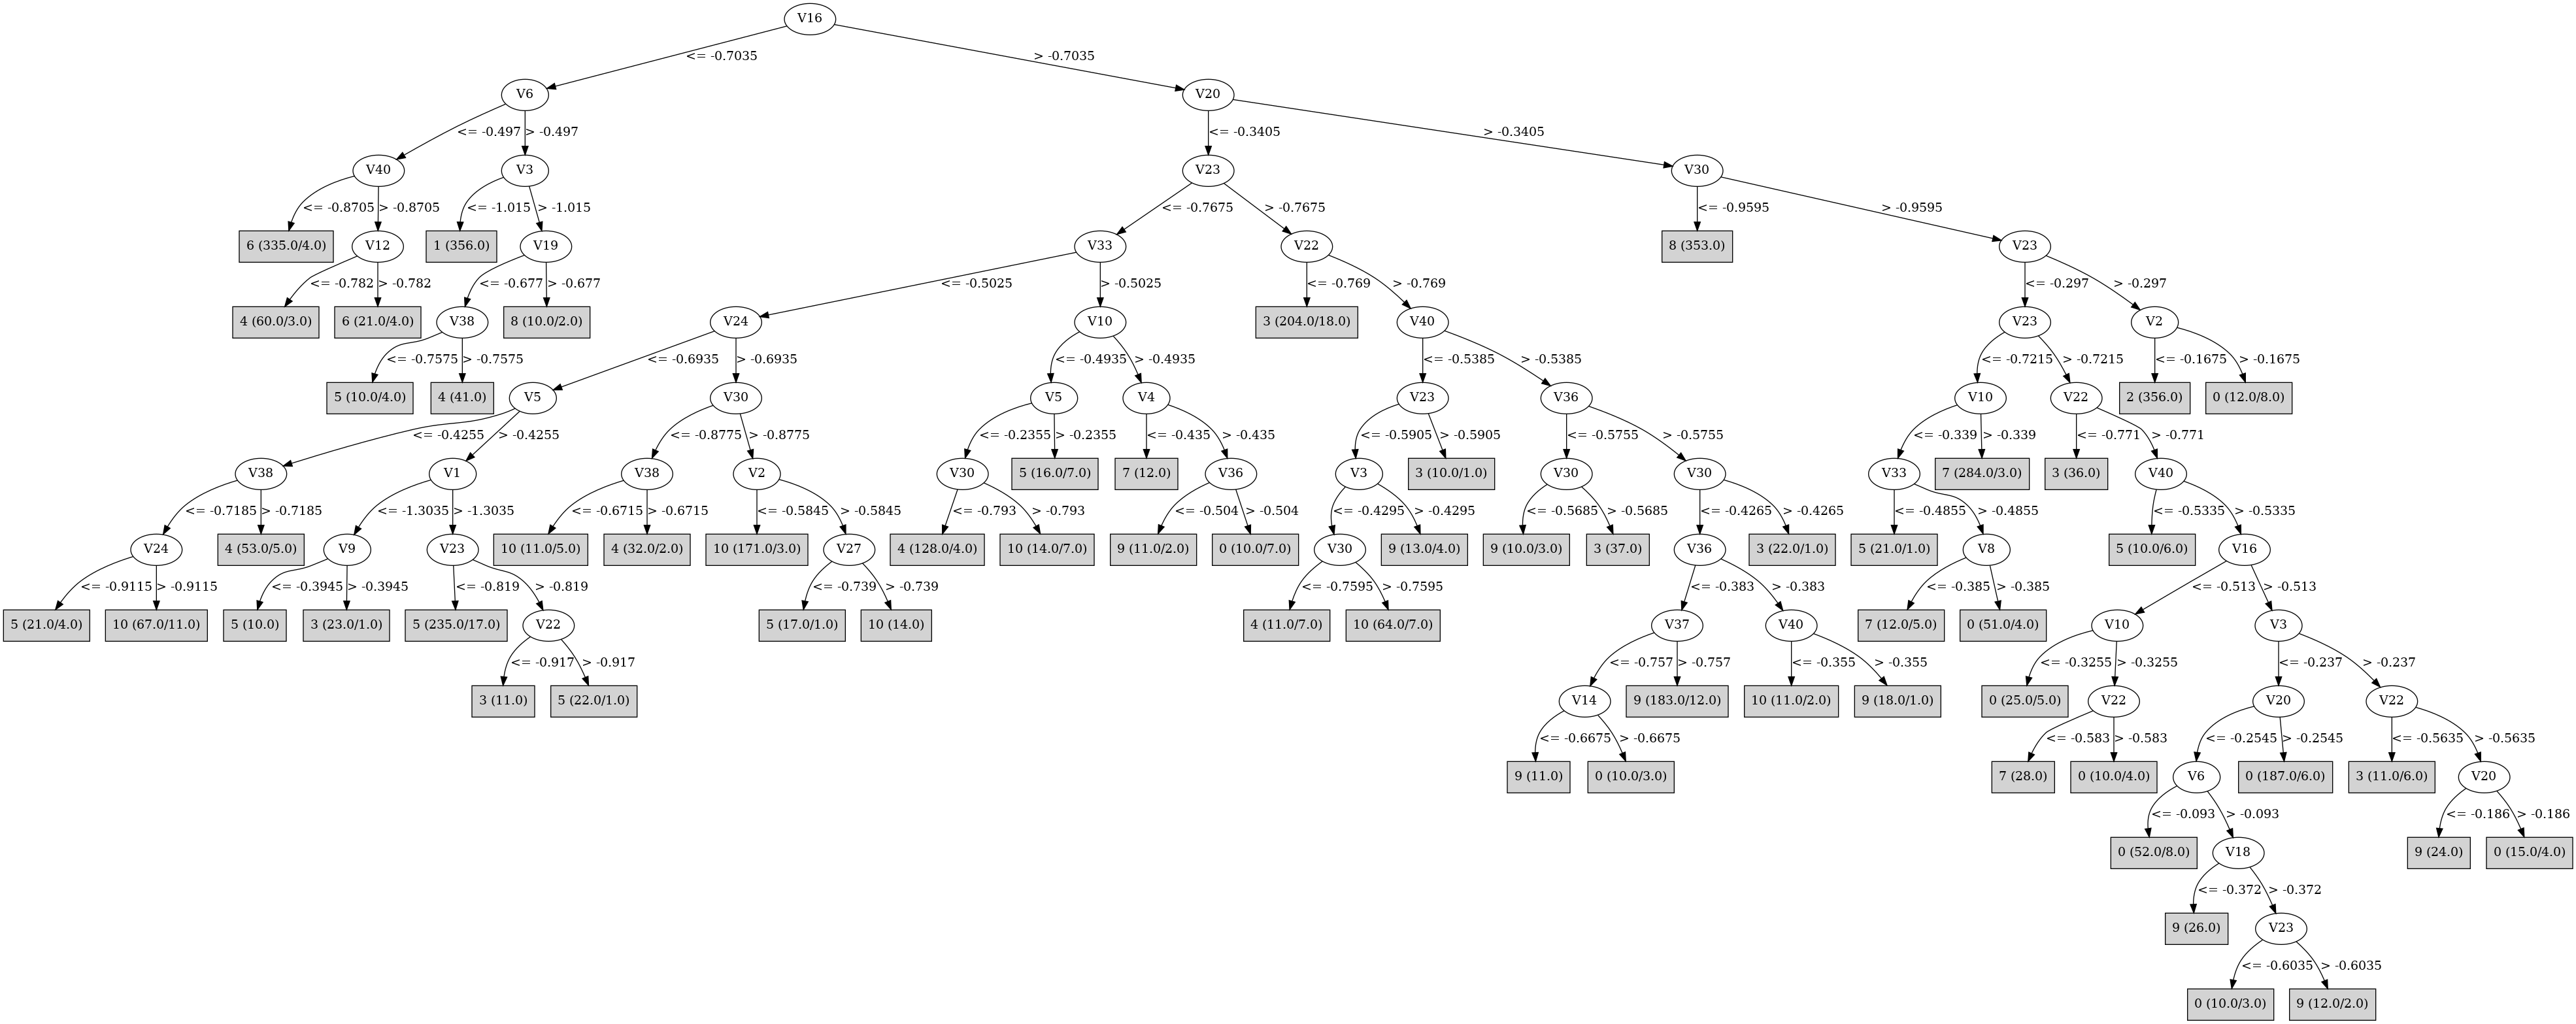 V16
<= -0.7035 > -0.7035
V6 V20
<= -0.497 > -0.497 <= -0.3405 > -0.3405
V40 V3 V23 V30
<= -0.8705 > -0.8705 <= -1.015 > -1.015 <= -0.7675 > -0.7675 <= -0.9595 > -0.9595
6 (335.0/4.0) V12 1 (356.0) V19 V33 V22 8 (353.0) V23
<= -0.782 > -0.782 <= -0.677 > -0.677 <= -0.5025 > -0.5025 <= -0.769 > -0.769 <= -0.297 > -0.297
4 (60.0/3.0) 6 (21.0/4.0) V38 8 (10.0/2.0) V24 V10 3 (204.0/18.0) V40 V23 V2
<= -0.7575 > -0.7575 <= -0.6935 > -0.6935 <= -0.4935 > -0.4935 <= -0.5385 > -0.5385 <= -0.7215 > -0.7215 <= -0.1675 > -0.1675
5 (10.0/4.0) 4 (41.0) V5 V30 V5 V4 V23 V36 V10 V22 2 (356.0) 0 (12.0/8.0)
<= -0.4255 > -0.4255 <= -0.8775 > -0.8775 <= -0.2355 > -0.2355 <= -0.435 > -0.435 <= -0.5905 > -0.5905 <= -0.5755 > -0.5755 <= -0.339 > -0.339 <= -0.771 > -0.771
V38 V1 V38 V2 V30 5 (16.0/7.0) 7 (12.0) V36 V3 3 (10.0/1.0) V30 V30 V33 7 (284.0/3.0) 3 (36.0) V40
<= -0.7185 > -0.7185 <= -1.3035 > -1.3035 <= -0.6715 > -0.6715 <= -0.5845 > -0.5845 <= -0.793 > -0.793 <= -0.504 > -0.504 <= -0.4295 > -0.4295 <= -0.5685 > -0.5685 <= -0.4265 > -0.4265 <= -0.4855 > -0.4855 <= -0.5335 > -0.5335
V24 4 (53.0/5.0) V9 V23 10 (11.0/5.0) 4 (32.0/2.0) 10 (171.0/3.0) V27 4 (128.0/4.0) 10 (14.0/7.0) 9 (11.0/2.0) 0 (10.0/7.0) V30 9 (13.0/4.0) 9 (10.0/3.0) 3 (37.0) V36 3 (22.0/1.0) 5 (21.0/1.0) V8 5 (10.0/6.0) V16
<= -0.9115 > -0.9115 <= -0.3945 > -0.3945 <= -0.819 > -0.819 <= -0.739 > -0.739 <= -0.7595 > -0.7595 <= -0.383 > -0.383 <= -0.385 > -0.385 <= -0.513 > -0.513
5 (21.0/4.0) 10 (67.0/11.0) 5 (10.0) 3 (23.0/1.0) 5 (235.0/17.0) V22 5 (17.0/1.0) 10 (14.0) 4 (11.0/7.0) 10 (64.0/7.0) V37 V40 7 (12.0/5.0) 0 (51.0/4.0) V10 V3
<= -0.917 > -0.917 <= -0.757 > -0.757 <= -0.355 > -0.355 <= -0.3255 > -0.3255 <= -0.237 > -0.237
3 (11.0) 5 (22.0/1.0) V14 9 (183.0/12.0) 10 (11.0/2.0) 9 (18.0/1.0) 0 (25.0/5.0) V22 V20 V22
<= -0.6675 > -0.6675 <= -0.583 > -0.583 <= -0.2545 > -0.2545 <= -0.5635 > -0.5635
9 (11.0) 0 (10.0/3.0) 7 (28.0) 0 (10.0/4.0) V6 0 (187.0/6.0) 3 (11.0/6.0) V20
<= -0.093 > -0.093 <= -0.186 > -0.186
0 (52.0/8.0) V18 9 (24.0) 0 (15.0/4.0)
<= -0.372 > -0.372
9 (26.0) V23
<= -0.6035 > -0.6035
0 (10.0/3.0) 9 (12.0/2.0)